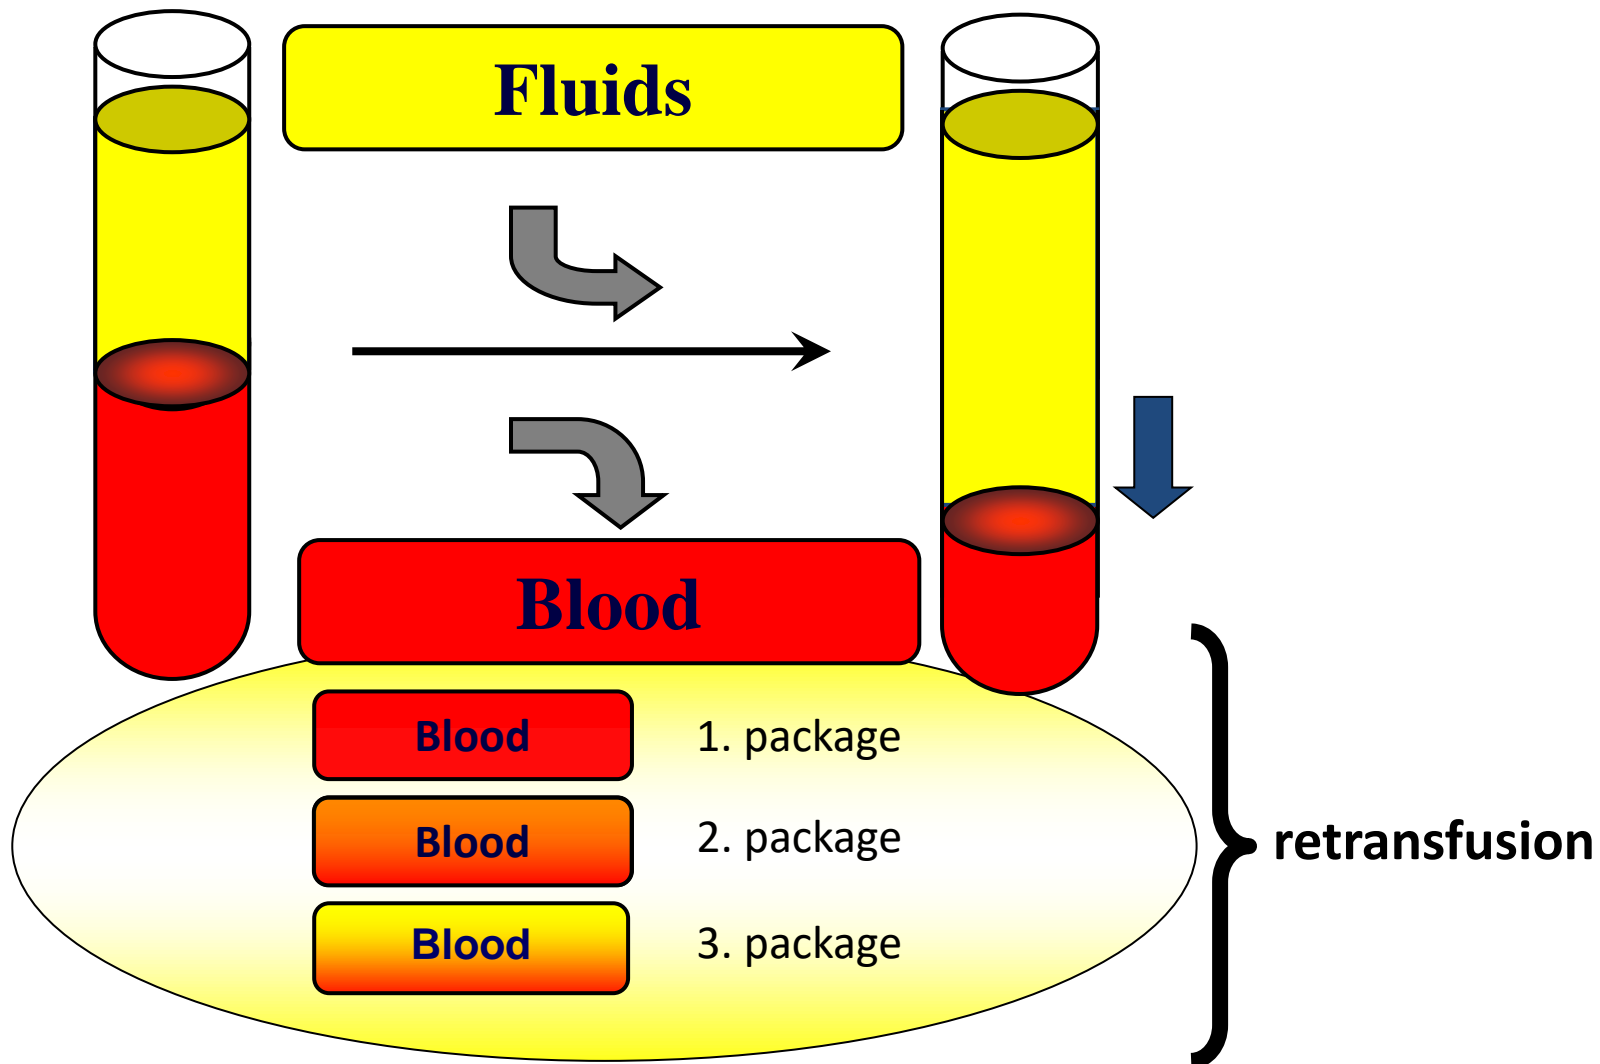 Fluids
Blood
Blood 1. package
Blood 2. package
Blood 3. package
retransfusion